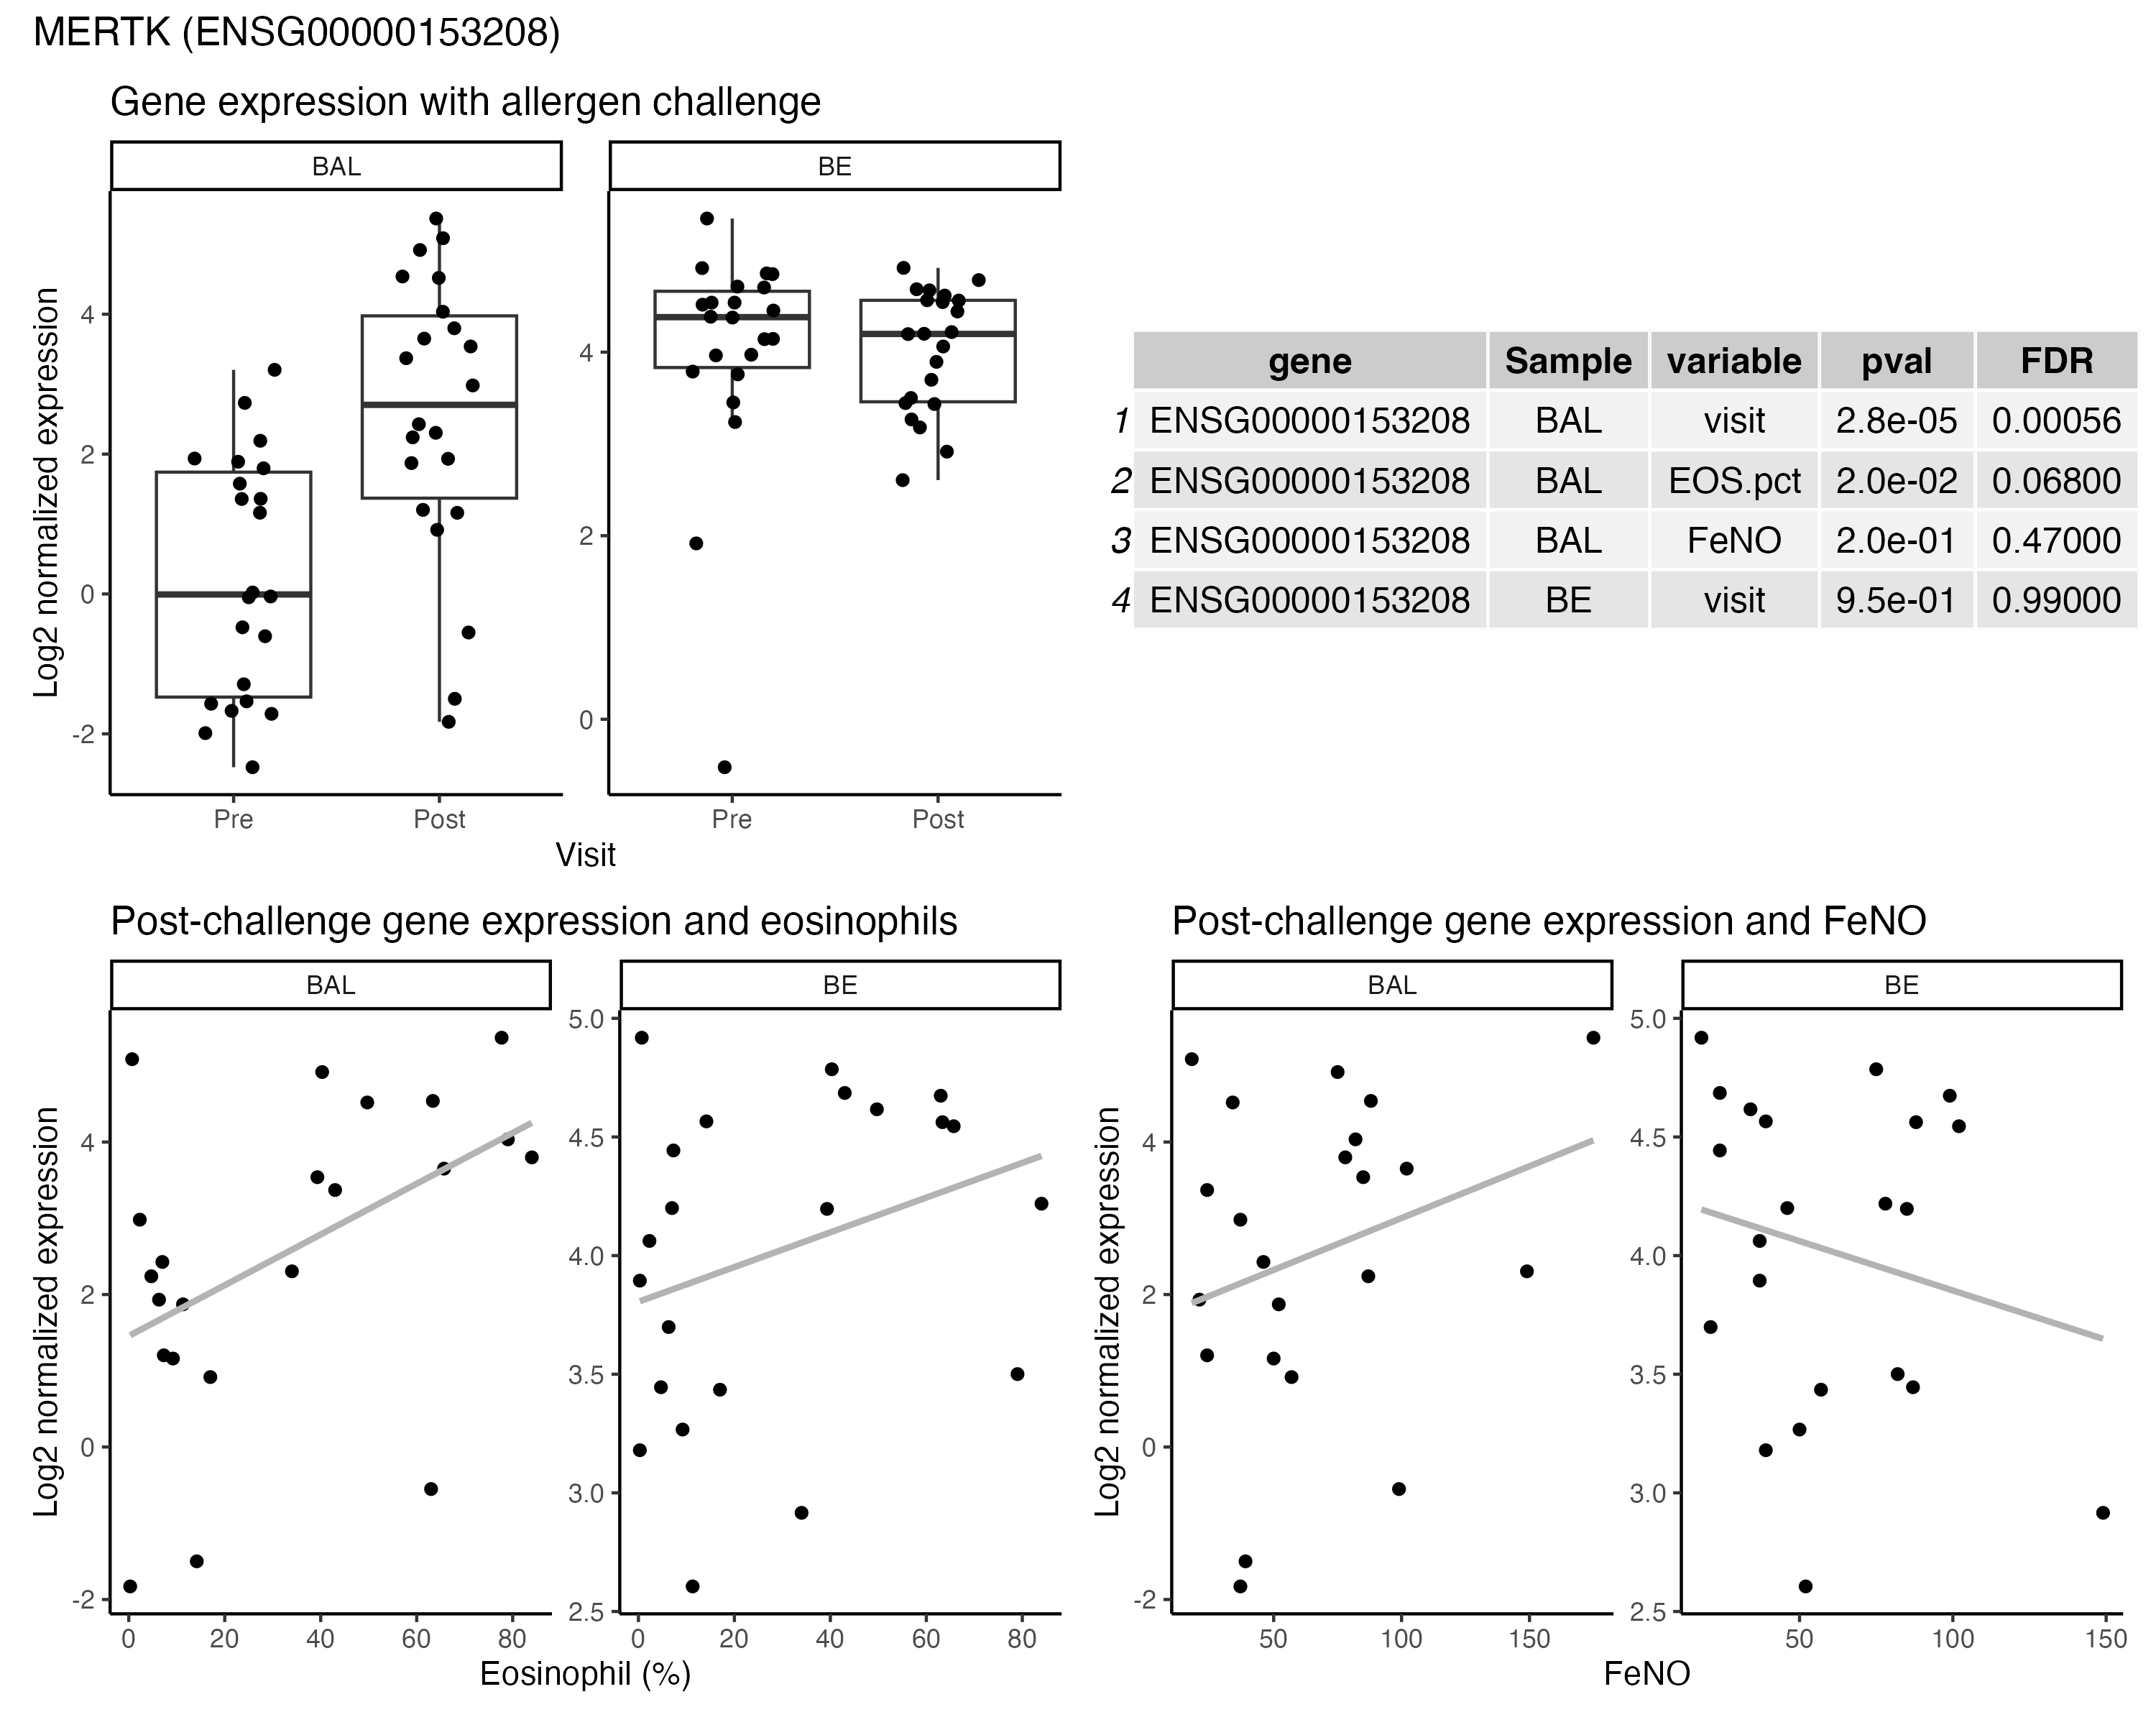 MERTK (ENSG00000153208)
Gene expression with allergen challenge
BAL BE
Log2 normalized expression
4
2
0
-2
4
2
0
Pre Post Pre Post
Visit
gene Sample variable pval FDR
1 ENSG00000153208 BAL visit 2.8e-05 0.00056
2 ENSG00000153208 BAL EOS.pct 2.0e-02 0.06800
3 ENSG00000153208 BAL FeNO 2.0e-01 0.47000
4 ENSG00000153208 BE visit 9.5e-01 0.99000
Post-challenge gene expression and eosinophils
BAL BE
Log2 normalized expression
4
2
0
-2
5.0
4.5
4.0
3.5
3.0
2.5
0 20 40 60 80 0 20 40 60 80
Eosinophil (%)
Post-challenge gene expression and FeNO
BAL BE
Log2 normalized expression
4
2
0
-2
5.0
4.5
4.0
3.5
3.0
2.5
50 100 150 50 100 150
FeNO